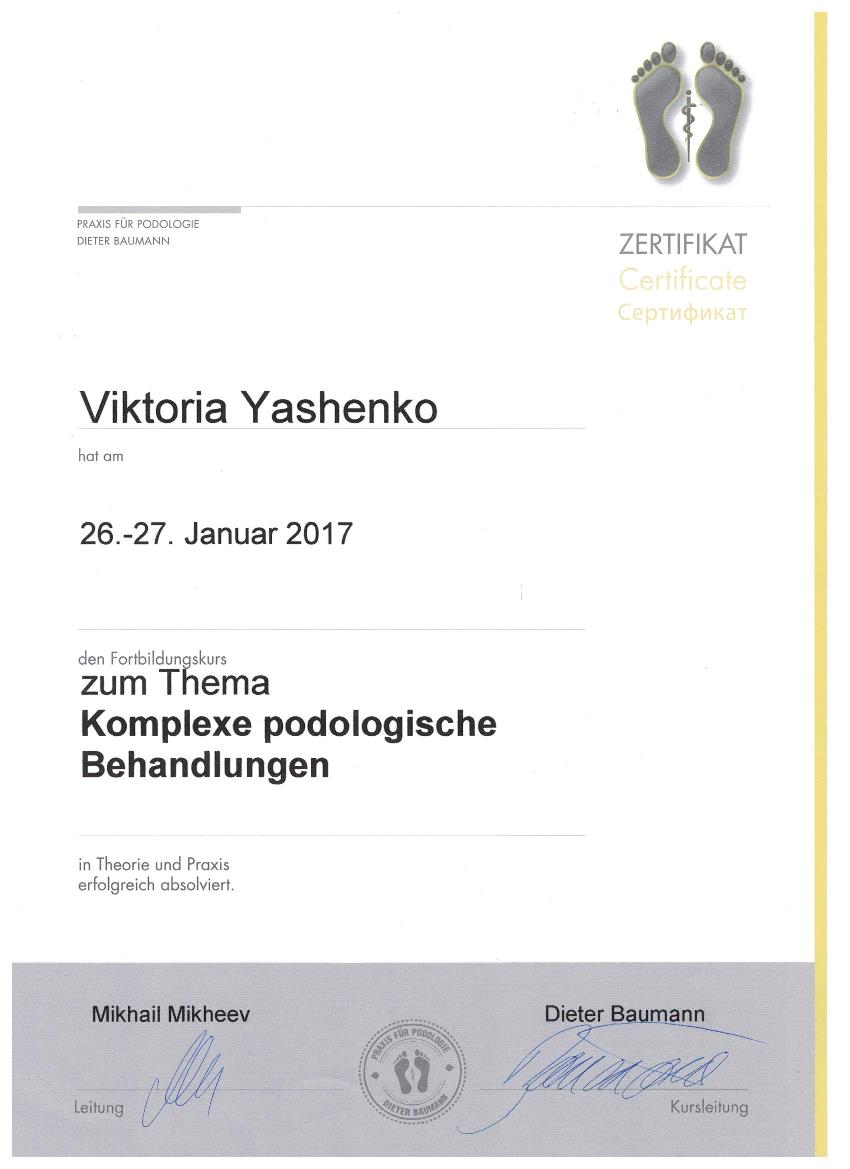 PRAXIS FÜR PODOLOGIE
DIETER BAUMANN
ZERTIFIKAT
Certificate
Сертификат
Viktoria Yashenko
hat am
26.-27. Januar 2017
den Fortbildungskurs
zum Thema
Komplexe podologische
Behandlungen
in Theorie und Praxis
erfolgreich absolviert.
Mikhail Mikheev
Dieter Baumann
PRAXIS FÜR PODOLOGIE
DIETER BAUMANN
Leitung
Kursleitung